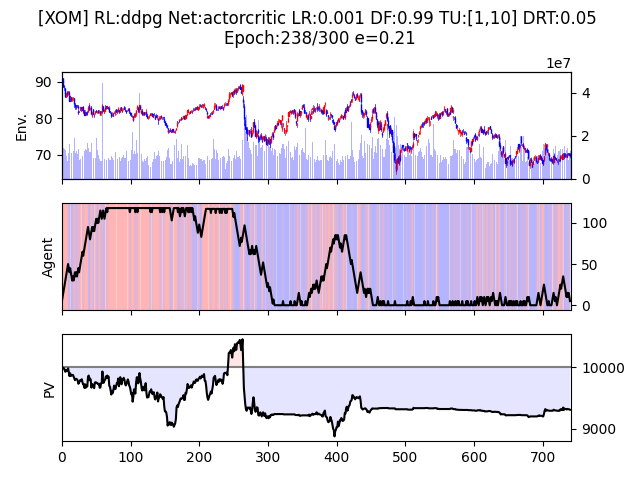 [XOM] RL:ddpg Net:actorcritic LR:0.001 DF:0.99 TU:[1,10] DRT:0.05
Epoch:238/300 e=0.21
1e7
90
80
70
Env.
4
2
0
Agent
100
50
0
PV
10000
9000
0 100 200 300 400 500 600 700